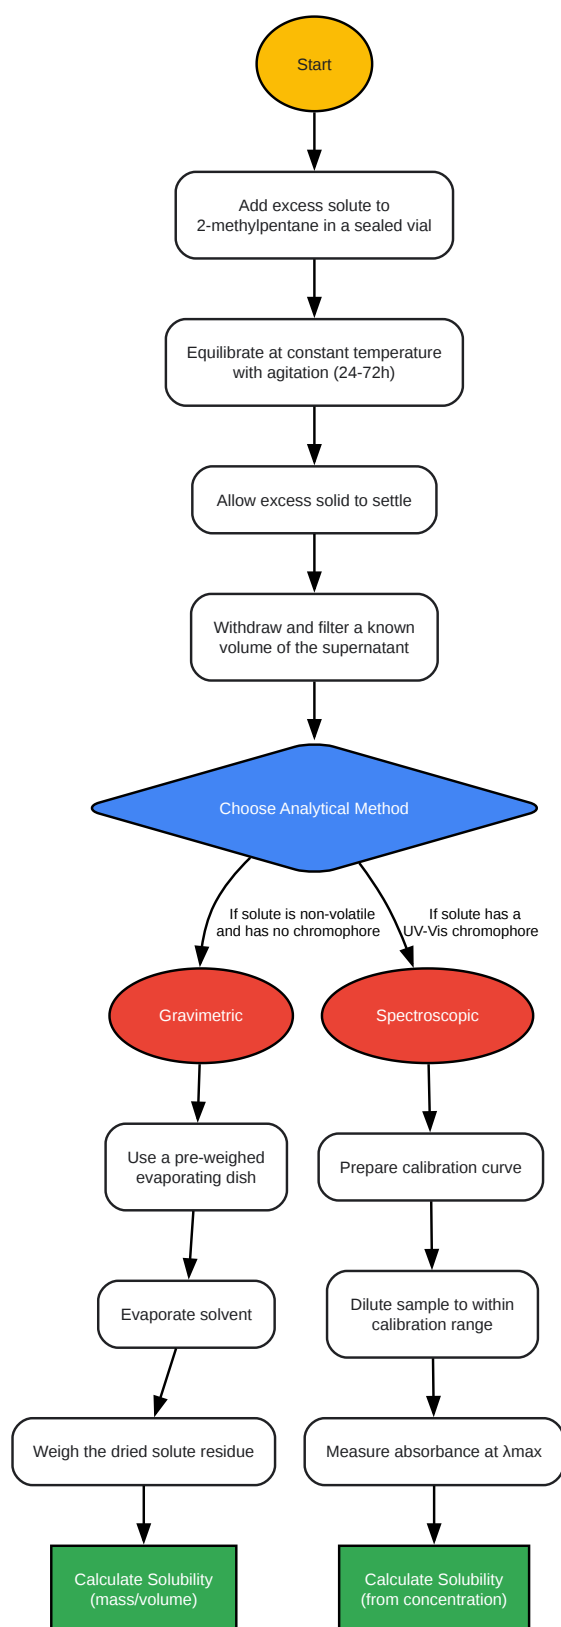 Start
Add excess solute to
2-methylpentane in a sealed vial
Equilibrate at constant temperature
with agitation (24-72h)
Allow excess solid to settle
Withdraw and filter a known
volume of the supernatant
Choose Analytical Method
If solute is non-volatile
and has no chromophore
If solute has a
UV-Vis chromophore
Gravimetric
Spectroscopic
Use a pre-weighed
evaporating dish
Prepare calibration curve
Evaporate solvent
Dilute sample to within
calibration range
Weigh the dried solute residue
Measure absorbance at λmax
Calculate Solubility
(mass/volume)
Calculate Solubility
(from concentration)